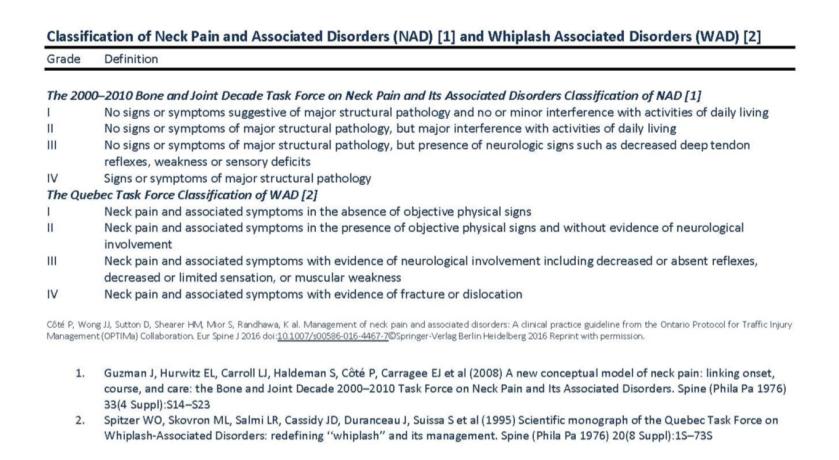 Classification of Neck Pain and Associated Disorders (NAD) [1] and Whiplash Associated Disorders (WAD) [2]
Grade Definition
The 2000–2010 Bone and Joint Decade Task Force on Neck Pain and Its Associated Disorders Classification of NAD [1]
I No signs or symptoms suggestive of major structural pathology and no or minor interference with activities of daily living
II No signs or symptoms of major structural pathology, but major interference with activities of daily living
III No signs or symptoms of major structural pathology, but presence of neurologic signs such as decreased deep tendon
reflexes, weakness or sensory deficits
IV Signs or symptoms of major structural pathology
The Quebec Task Force Classification of WAD [2]
I Neck pain and associated symptoms in the absence of objective physical signs
II Neck pain and associated symptoms in the presence of objective physical signs and without evidence of neurological
involvement
III Neck pain and associated symptoms with evidence of neurological involvement including decreased or absent reflexes,
decreased or limited sensation, or muscular weakness
IV Neck pain and associated symptoms with evidence of fracture or dislocation
Côté P, Wong JJ, Sutton D, Shearer HM, Mior S, Randhawa, K al. Management of neck pain and associated disorders: A clinical practice guideline from the Ontario Protocol for Traffic Injury
Management (OPTIMa) Collaboration. Eur Spine J 2016 doi:10.1007/s00586-016-4467-7©Springer-Verlag Berlin Heidelberg 2016 Reprint with permission.
1. Guzman J, Hurwitz EL, Carroll LJ, Haldeman S, Côté P, Carragee EJ et al (2008) A new conceptual model of neck pain: linking onset,
course, and care: the Bone and Joint Decade 2000–2010 Task Force on Neck Pain and Its Associated Disorders. Spine (Phila Pa 1976)
33(4 Suppl):S14–S23
2. Spitzer WO, Skovron ML, Salmi LR, Cassidy JD, Duranceau J, Suissa S et al (1995) Scientific monograph of the Quebec Task Force on
Whiplash-Associated Disorders: redefining ‘‘whiplash’’ and its management. Spine (Phila Pa 1976) 20(8 Suppl):1S–73S